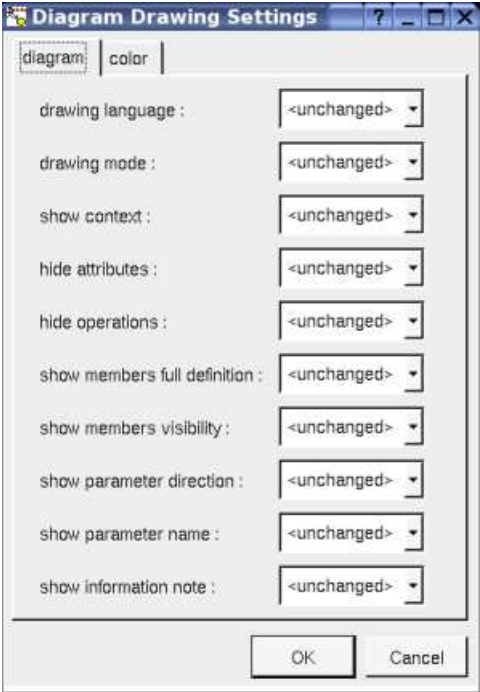 Diagram Drawing Settings ? _ □ X
diagram color
drawing language : <unchanged>
drawing mode : <unchanged>
show context : <unchanged>
hide attributes : <unchanged>
hide operations : <unchanged>
show members full definition : <unchanged>
show members visibility : <unchanged>
show parameter direction : <unchanged>
show parameter name : <unchanged>
show information note : <unchanged>
OK Cancel